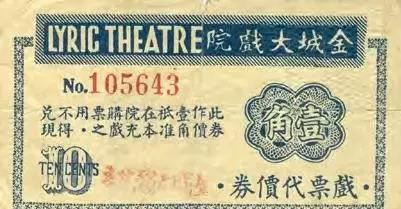 LYRIC THEATRE
金城大戲院
No.105643
此券作價壹角祇准在本院充購戲票之用・不得兌現
壹角
10
TEN CENTS
・戲票代價券・